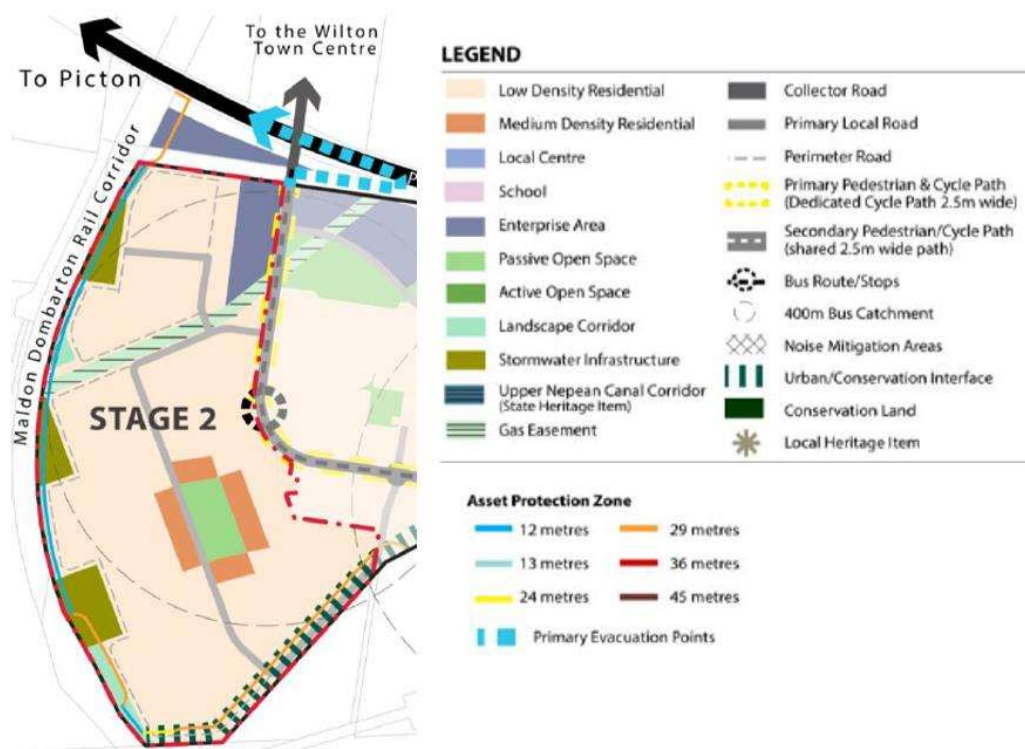 To the Wilton
Town Centre
To Picton
Maldon Dombarton Rail Corridor
P
STAGE 2
LEGEND
Low Density Residential
Medium Density Residential
Local Centre
School
Enterprise Area
Passive Open Space
Active Open Space
Landscape Corridor
Stormwater Infrastructure
Upper Nepean Canal Corridor
(State Heritage Item)
Gas Easement
Collector Road
Primary Local Road
Perimeter Road
Primary Pedestrian & Cycle Path
(Dedicated Cycle Path 2.5m wide)
Secondary Pedestrian/Cycle Path
(shared 2.5m wide path)
Bus Route/Stops
400m Bus Catchment
Noise Mitigation Areas
Urban/Conservation Interface
Conservation Land
Local Heritage Item
Asset Protection Zone
12 metres
13 metres
24 metres
29 metres
36 metres
45 metres
Primary Evacuation Points